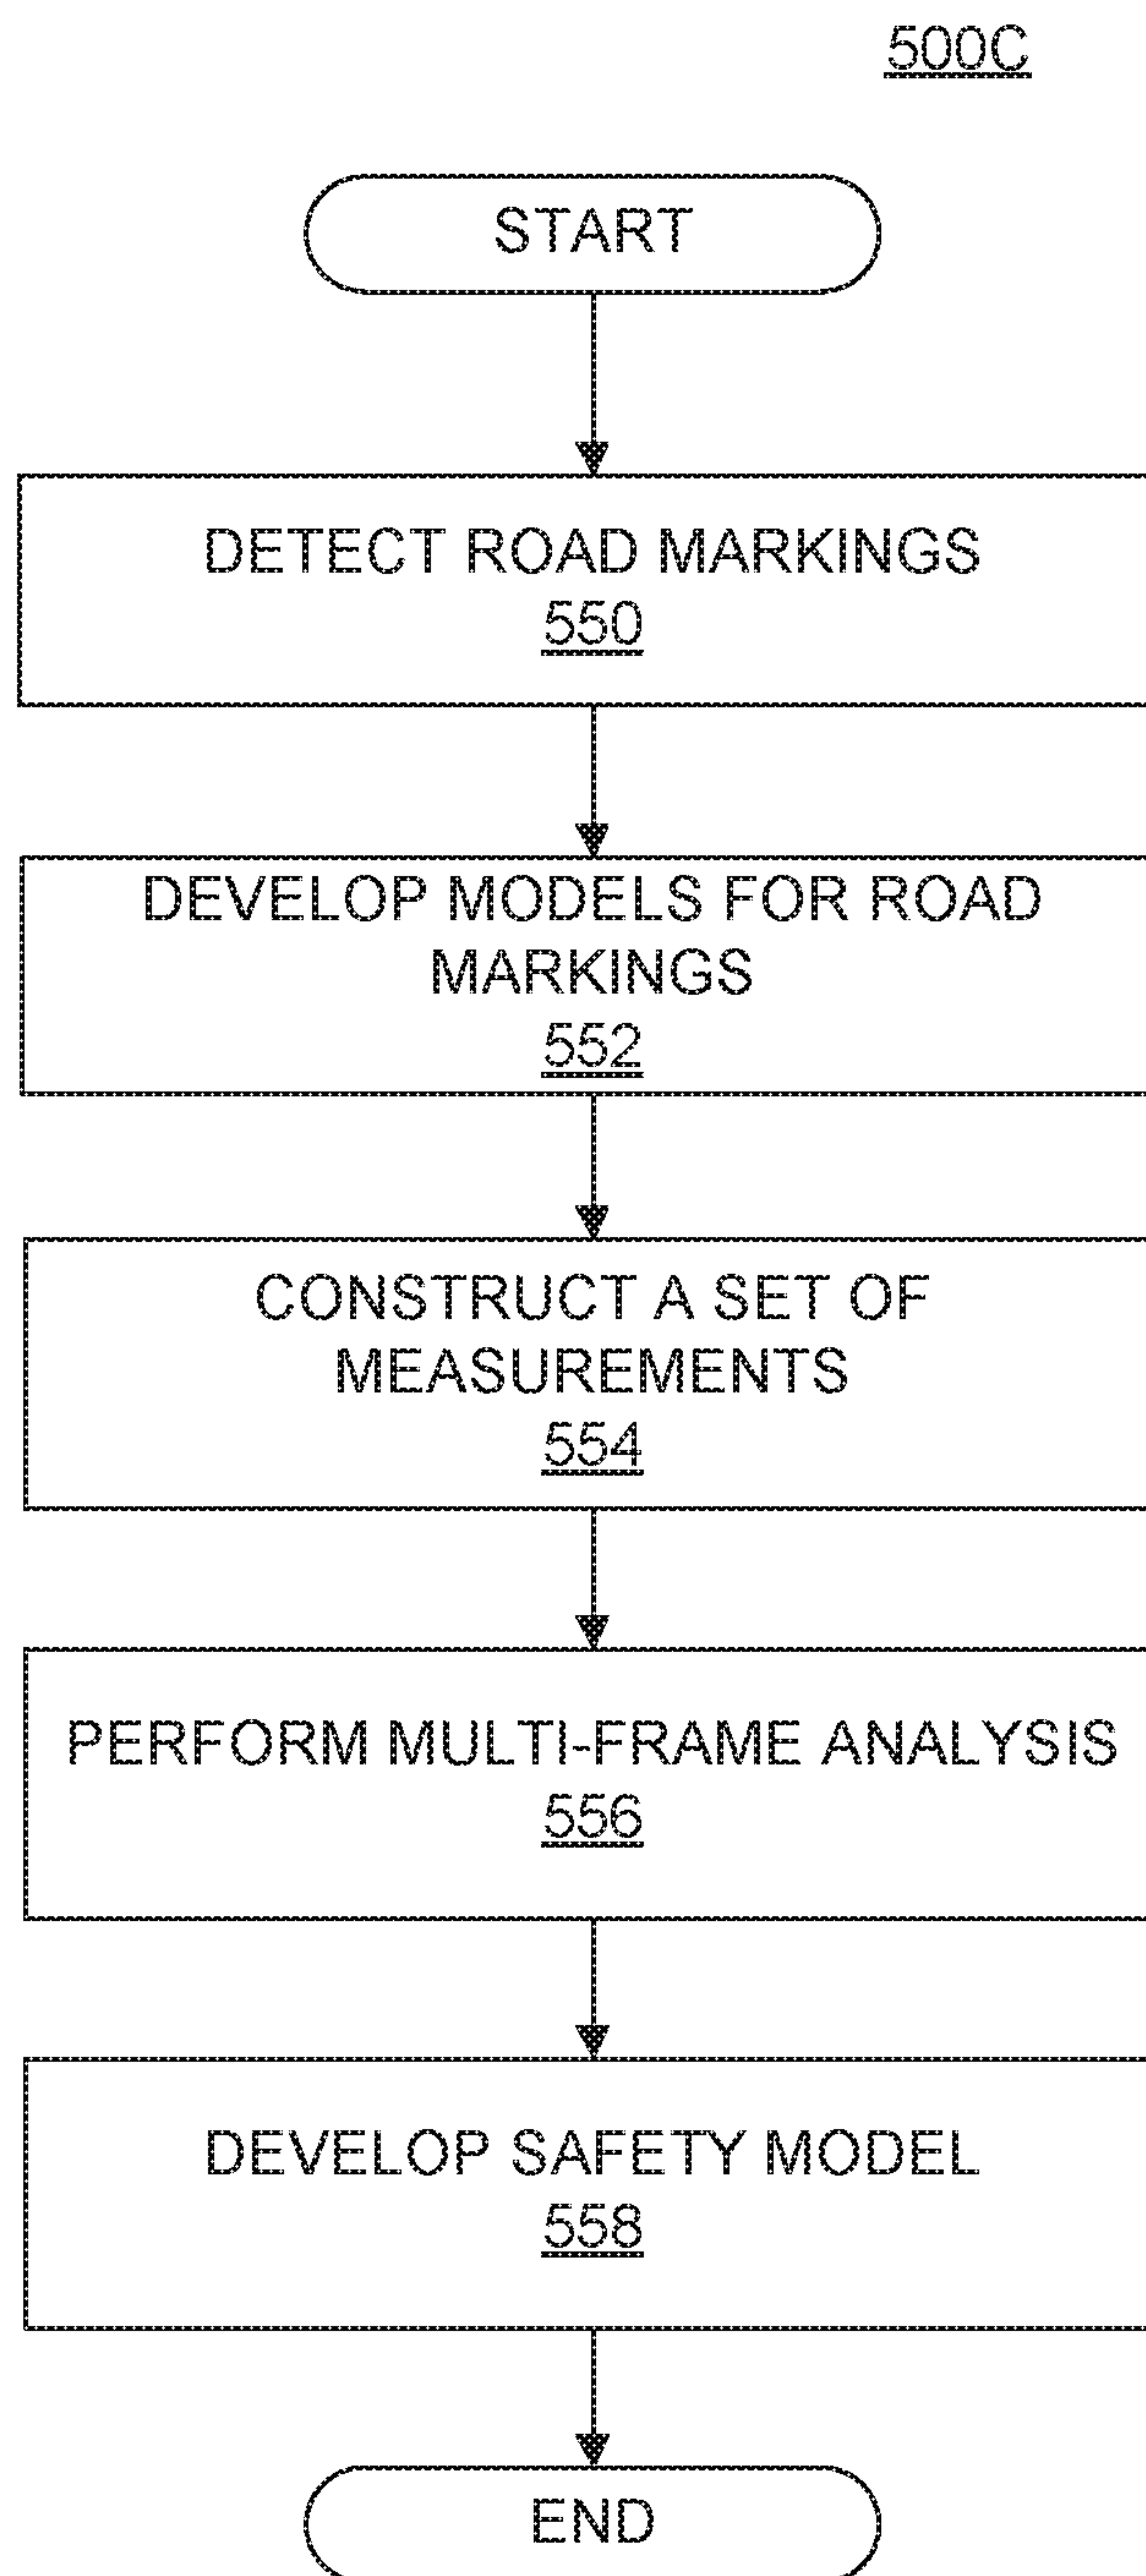 500C
START
DETECT ROAD MARKINGS
550
DEVELOP MODELS FOR ROAD
MARKINGS
552
CONSTRUCT A SET OF
MEASUREMENTS
554
PERFORM MULTI-FRAME ANALYSIS
556
DEVELOP SAFETY MODEL
558
END